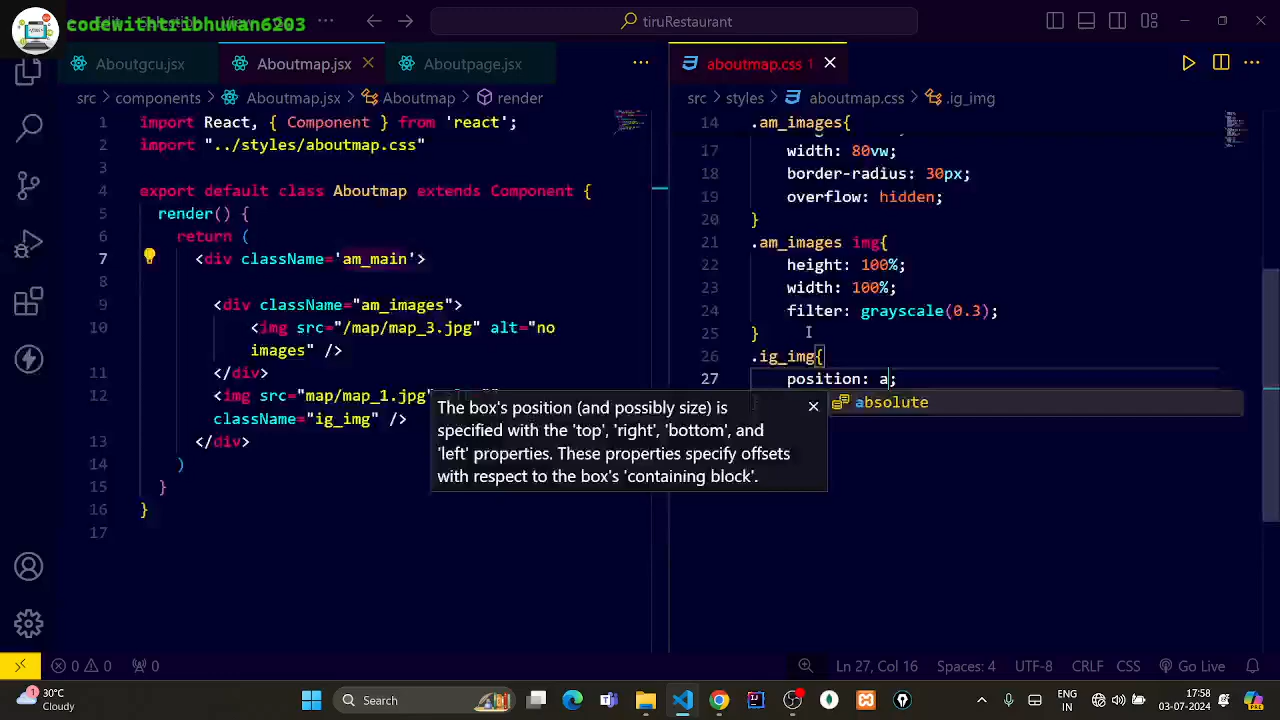 codewithtribhuwan6203
tiruRestaurant
Aboutgcu.jsx
Aboutmap.jsx
Aboutpage.jsx
aboutmap.css 1
src > components > Aboutmap.jsx > Aboutmap > render
src > styles > aboutmap.css > .ig_img
1 import React, { Component } from 'react';
2 import "../styles/aboutmap.css"
3
4 export default class Aboutmap extends Component {
5 render() {
6 return (
7 <div className='am_main'>
8
9 <div className="am_images">
10 <img src="/map/map_3.jpg" alt="no
images" />
11 </div>
12 <img src="map/map_1.jpg"
className="ig_img" />
13 </div>
14 )
15 }
16 }
17
14 .am_images{
17 width: 80vw;
18 border-radius: 30px;
19 overflow: hidden;
20 }
21 .am_images img{
22 height: 100%;
23 width: 100%;
24 filter: grayscale(0.3);
25 }
26 .ig_img{
27 position: a;
absolute
The box's position (and possibly size) is
specified with the 'top', 'right', 'bottom', and
'left' properties. These properties specify offsets
with respect to the box's 'containing block'.
0 0 0
Ln 27, Col 16
Spaces: 4
UTF-8
CRLF
CSS
Go Live
1
30°C
Cloudy
Search
ENG
IN
17:58
03-07-2024